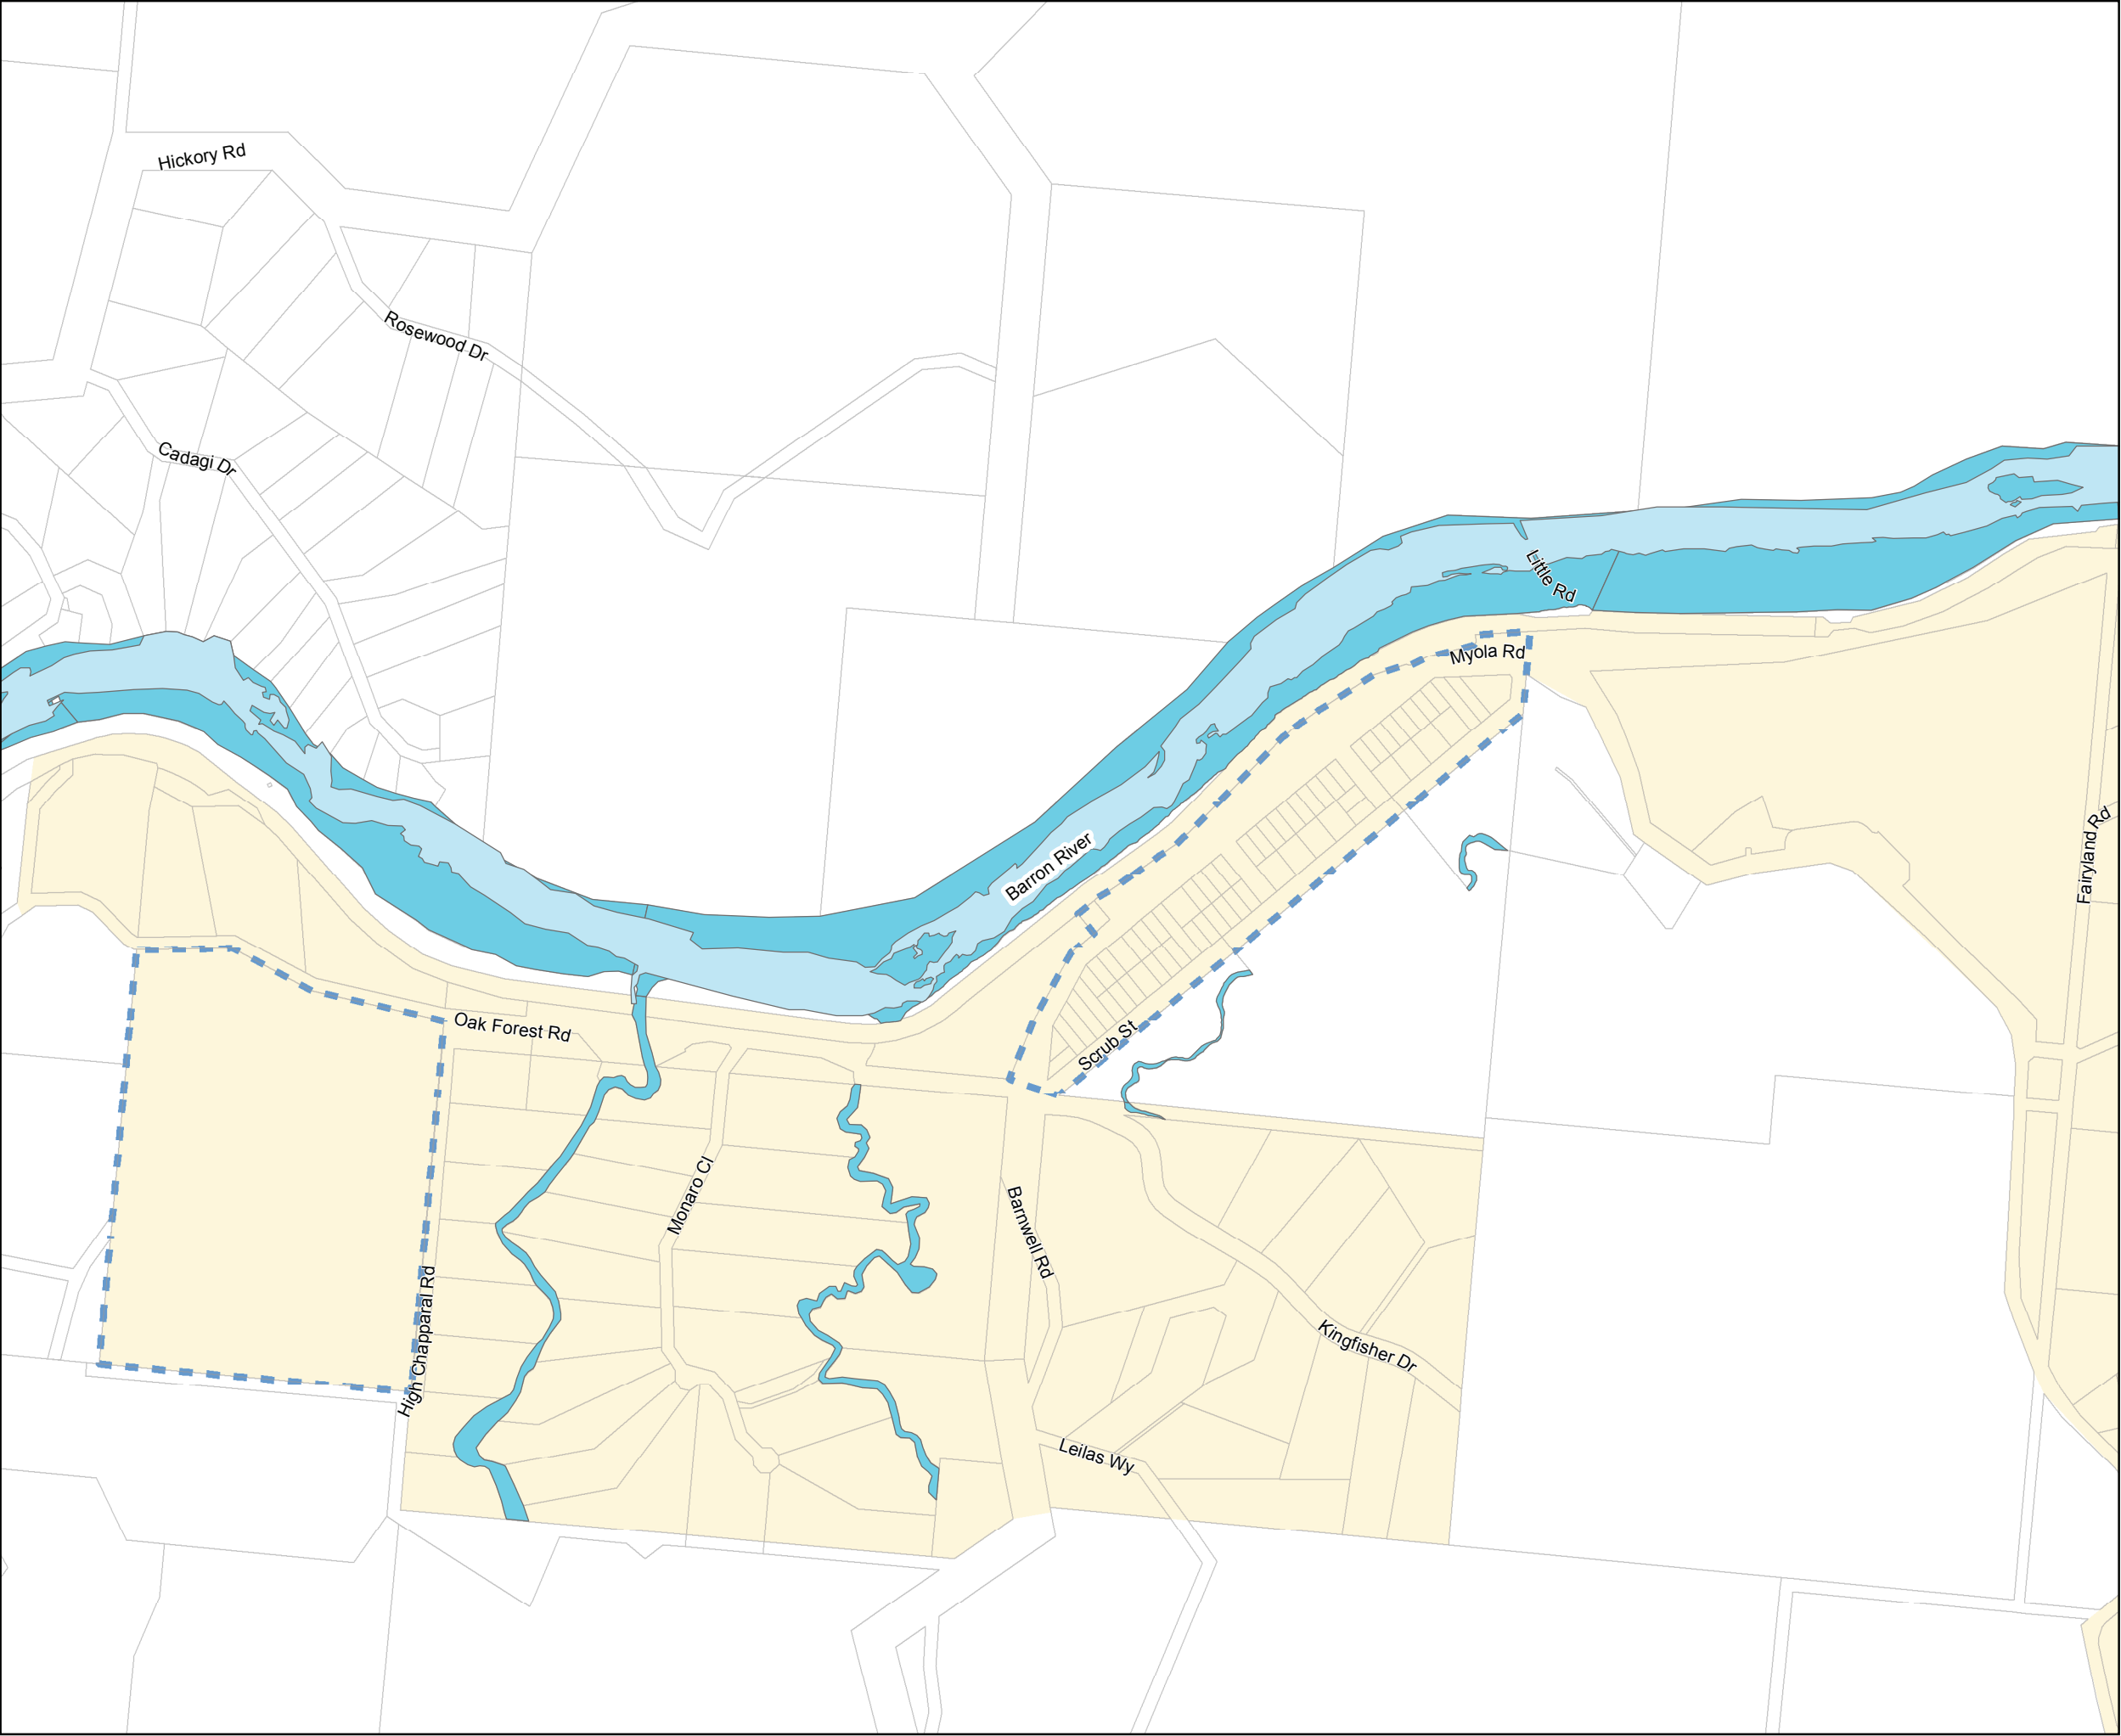 Hickory Rd
Rosewood Dr
Cadagi Dr
Little Rd
Myola Rd
Fairyland Rd
Barron River
Oak Forest Rd
Scrub St
Monaro Cl
Barnwell Rd
High Chapparal Rd
Kingfisher Dr
Leilas Wy